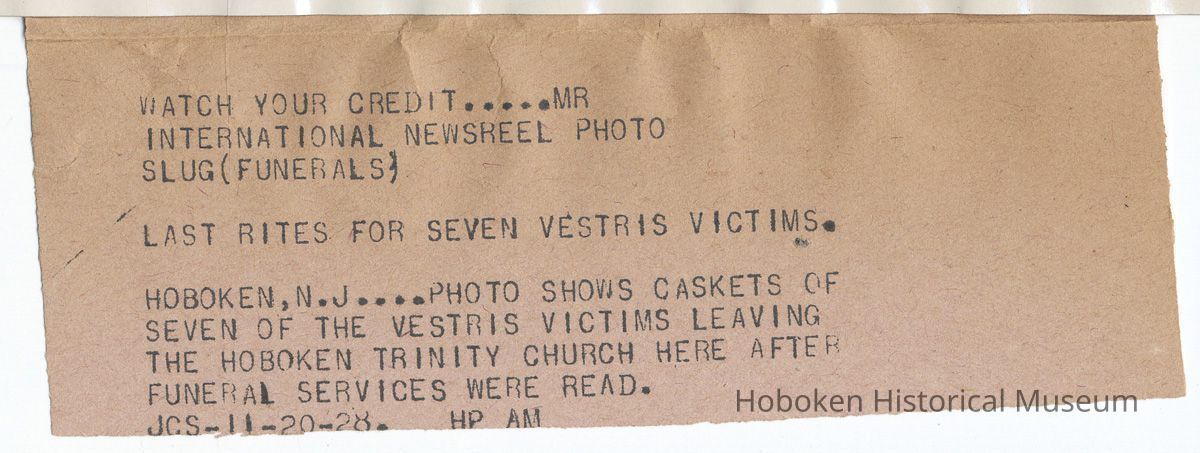 WATCH YOUR CREDIT.....MR
INTERNATIONAL NEWSREEL PHOTO
SLUG(FUNERALS)
LAST RITES FOR SEVEN VESTRIS VICTIMS.
HOBOKEN,N.J....PHOTO SHOWS CASKETS OF
SEVEN OF THE VESTRIS VICTIMS LEAVING
THE HOBOKEN TRINITY CHURCH HERE AFTER
FUNERAL SERVICES WERE READ.
JCS-11-20-28. HP AM
Hoboken Historical Museum